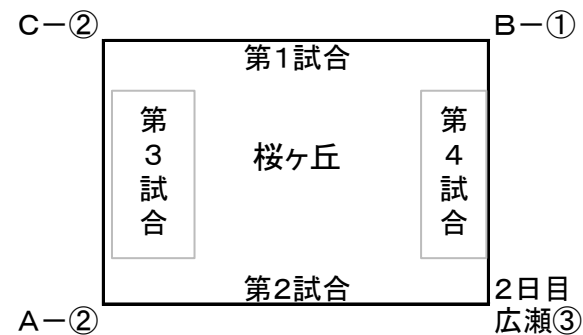 C－②
B－①
第1試合
第3試合
桜ヶ丘
第4試合
第2試合
A－②
2日目
広瀬③